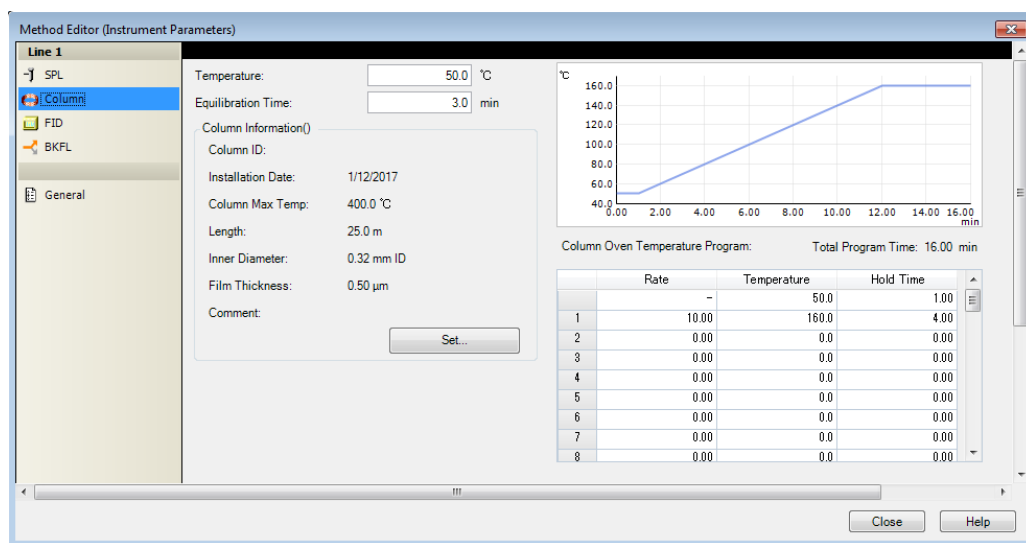 Method Editor (Instrument Parameters)
Line 1
SPL
Column
FID
BKFL
General
Temperature: 50.0 ℃
Equilibration Time: 3.0 min
Column Information()
Column ID:
Installation Date: 1/12/2017
Column Max Temp: 400.0 ℃
Length: 25.0 m
Inner Diameter: 0.32 mm ID
Film Thickness: 0.50 μm
Comment:
Set...
℃
160.0
140.0
120.0
100.0
80.0
60.0
40.0
0.00 2.00 4.00 6.00 8.00 10.00 12.00 14.00 16.00
min
Column Oven Temperature Program: Total Program Time: 16.00 min
Rate Temperature Hold Time
– 50.0 1.00
1 10.00 160.0 4.00
2 0.00 0.0 0.00
3 0.00 0.0 0.00
4 0.00 0.0 0.00
5 0.00 0.0 0.00
6 0.00 0.0 0.00
7 0.00 0.0 0.00
8 0.00 0.0 0.00
Close Help